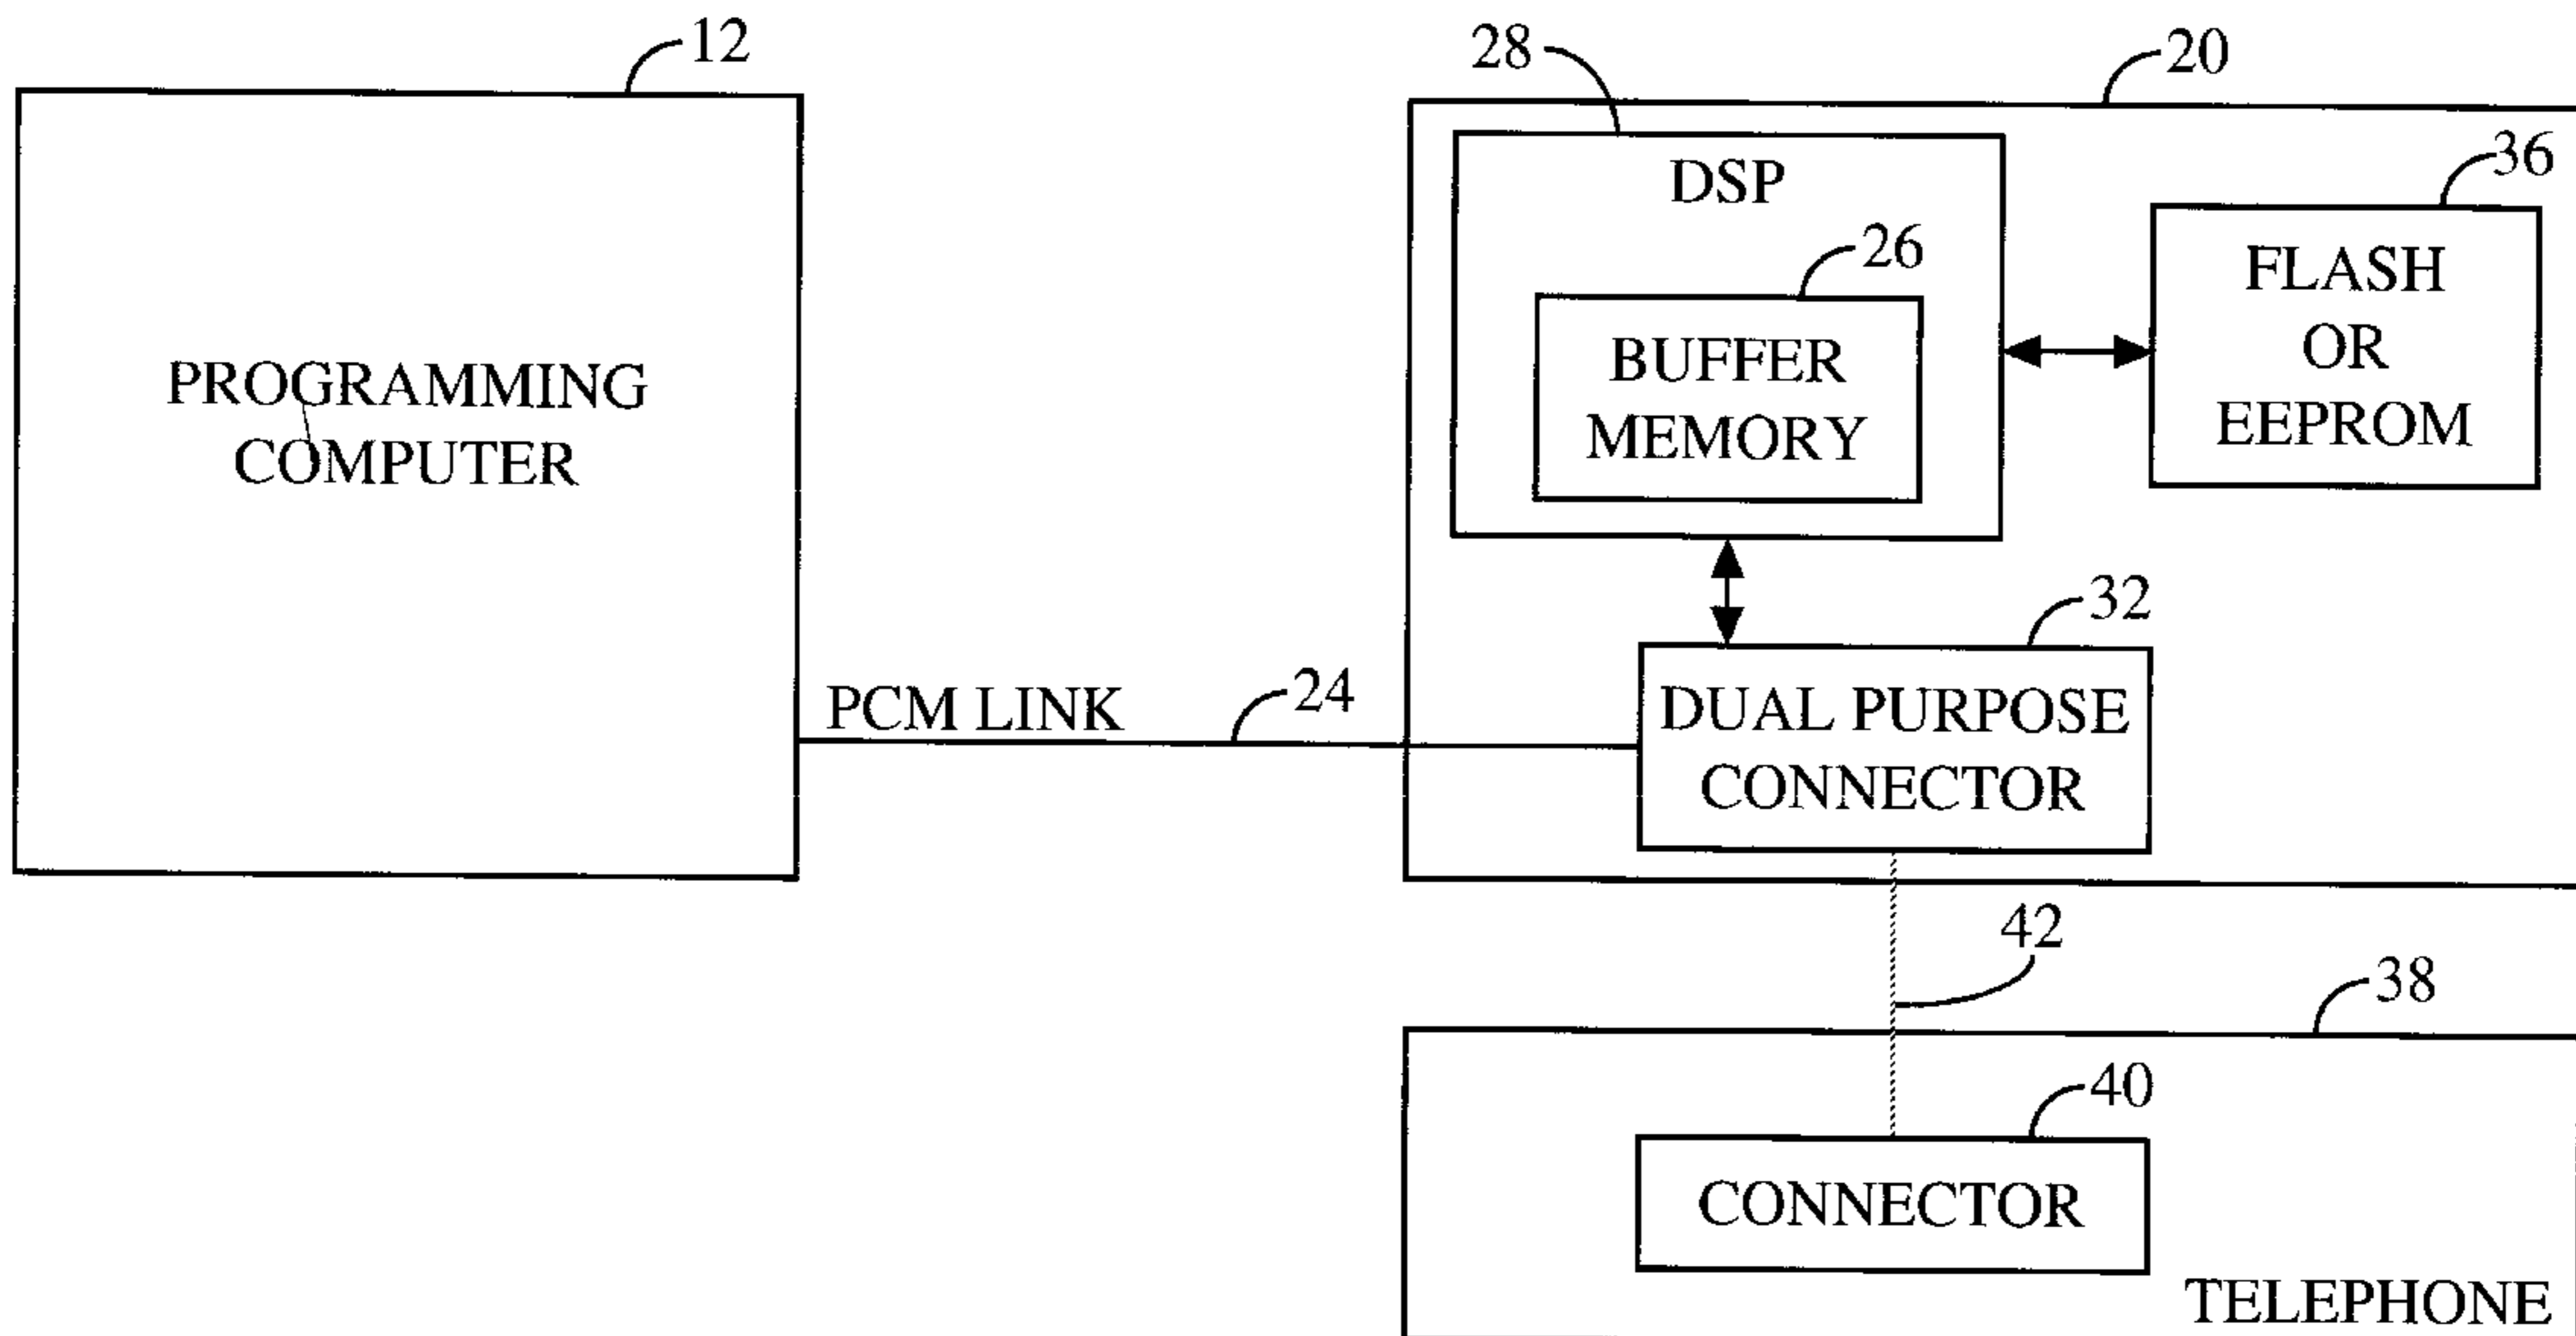 12
28
20
DSP
36
26
FLASH
OR
EEPROM
BUFFER
MEMORY
PROGRAMMING
COMPUTER
32
PCM LINK
24
DUAL PURPOSE
CONNECTOR
42
38
40
CONNECTOR
TELEPHONE